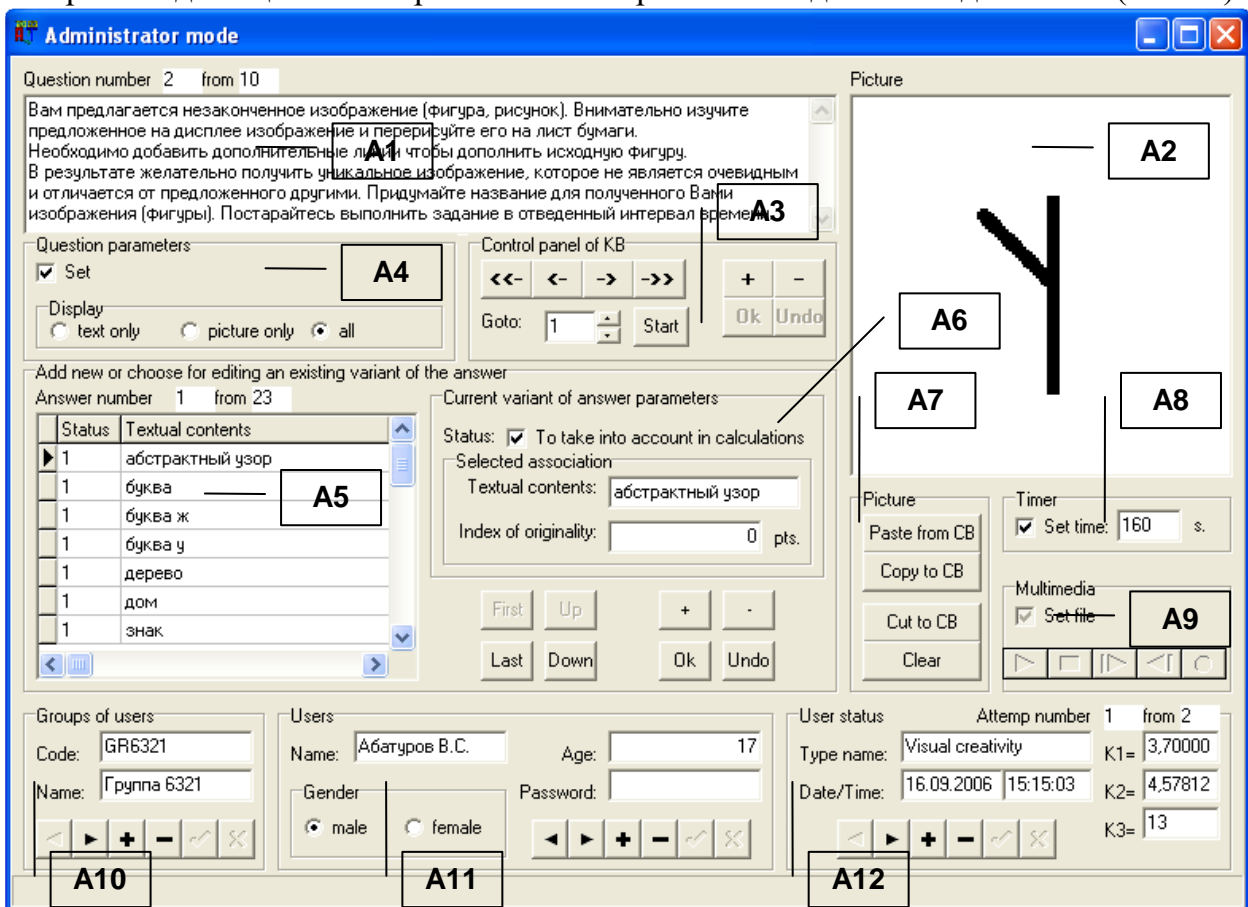 Administrator mode
Question number 2 from 10
Вам предлагается незаконченное изображение (фигура, рисунок). Внимательно изучите
предложенное на дисплее изображение и перерисуйте его на лист бумаги.
Необходимо добавить дополнительные линии чтобы дополнить исходную фигуру.
В результате желательно получить уникальное изображение, которое не является очевидным
и отличается от предложенного другими. Придумайте название для полученного Вами
изображения (фигуры). Постарайтесь выполнить задание в отведенный интервал времени
A1
Picture
A2
A3
Question parameters
Set
A4
Display
text only picture only all
Control panel of KB
<<- <- -> ->>
Goto: 1 Start
+ -
Ok Undo
A6
A7
A8
Add new or choose for editing an existing variant of the answer
Answer number 1 from 23
Status Textual contents
1 абстрактный узор
1 буква
1 буква ж
1 буква у
1 дерево
1 дом
1 знак
A5
Current variant of answer parameters
Status: To take into account in calculations
Selected association
Textual contents: абстрактный узор
Index of originality: 0 pts.
First Up + -
Last Down Ok Undo
Picture
Paste from CB
Copy to CB
Cut to CB
Clear
Timer
Set time: 160 s.
Multimedia
Set file
A9
Groups of users
Code: GR6321
Name: Группа 6321
A10
Users
Name: Абатуров В.С.
Age: 17
Gender
male female
Password:
A11
User status Attemp number 1 from 2
Type name: Visual creativity
Date/Time: 16.09.2006 15:15:03
K1= 3,70000
K2= 4,57812
K3= 13
A12